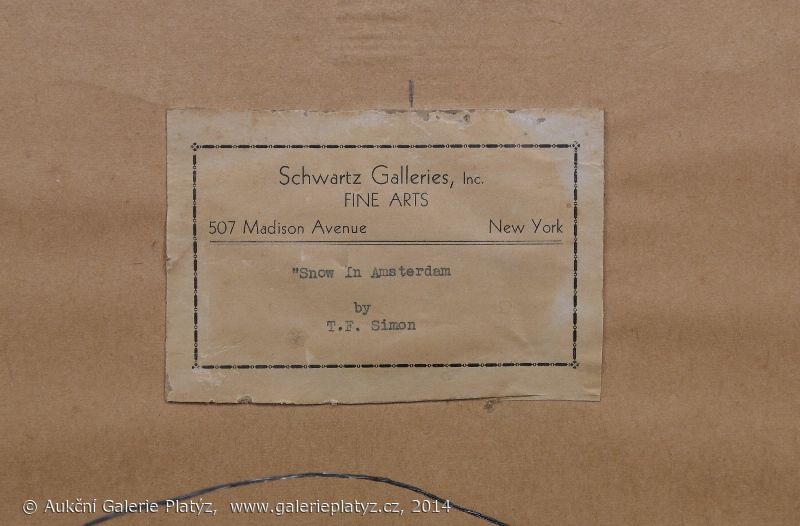 Schwartz Galleries, Inc.
FINE ARTS
507 Madison Avenue New York
"Snow In Amsterdam
by
T.F. Simon
© Aukční Galerie Platýz, www.galerieplatyz.cz, 2014